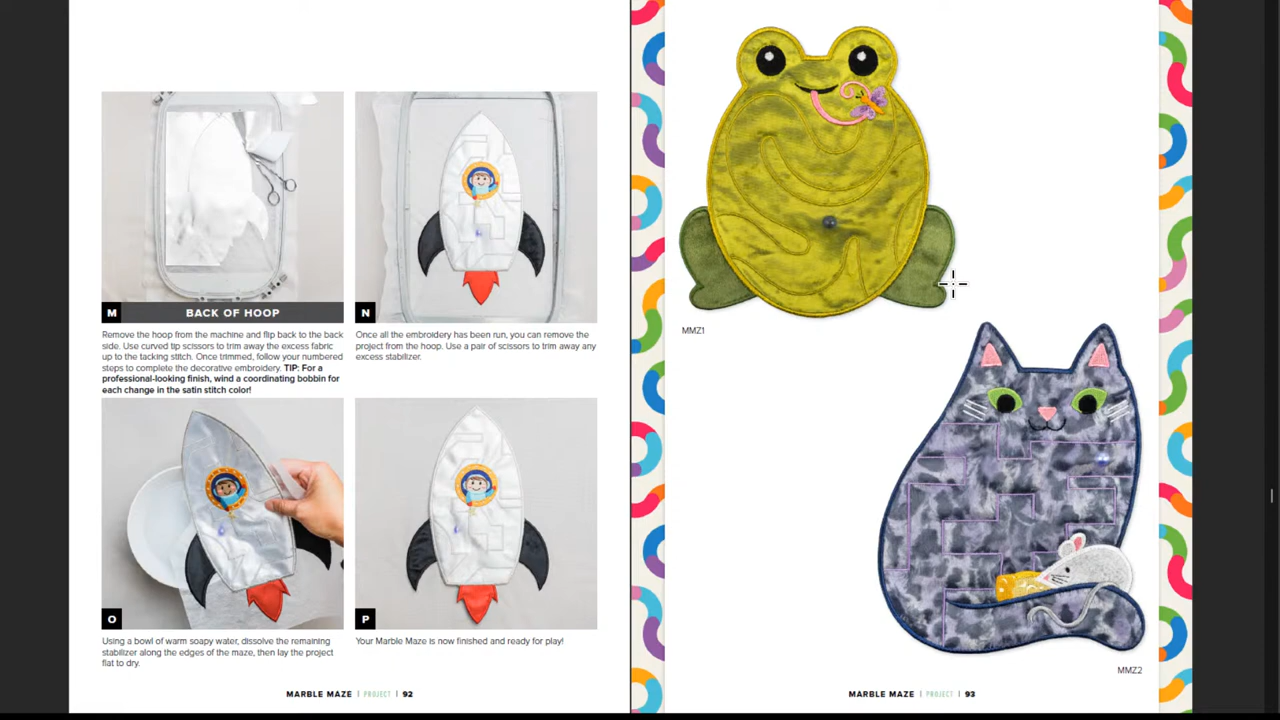 M BACK OF HOOP
Remove the hoop from the machine and flip back to the back
side. Use curved tip scissors to trim away the excess fabric
up to the tacking stitch. Once trimmed, follow your numbered
steps to complete the decorative embroidery. TIP: For a
professional-looking finish, wind a coordinating bobbin for
each change in the satin stitch color!
N
Once all the embroidery has been run, you can remove the
project from the hoop. Use a pair of scissors to trim away any
excess stabilizer.
O
Using a bowl of warm soapy water, dissolve the remaining
stabilizer along the edges of the maze, then lay the project
flat to dry.
P
Your Marble Maze is now finished and ready for play!
MARBLE MAZE | PROJECT | 92
MMZ1
MMZ2
MARBLE MAZE | PROJECT | 93